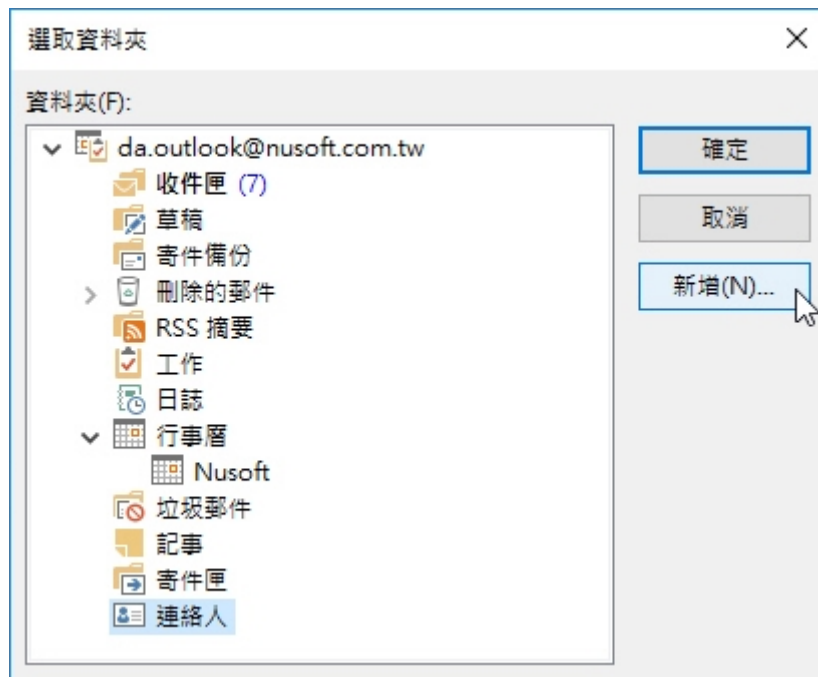 選取資料夾
資料夾(F):
da.outlook@nusoft.com.tw
確定
收件匣 (7)
草稿
取消
寄件備份
刪除的郵件
新增(N)...
RSS 摘要
工作
日誌
行事曆
Nusoft
垃圾郵件
記事
寄件匣
連絡人